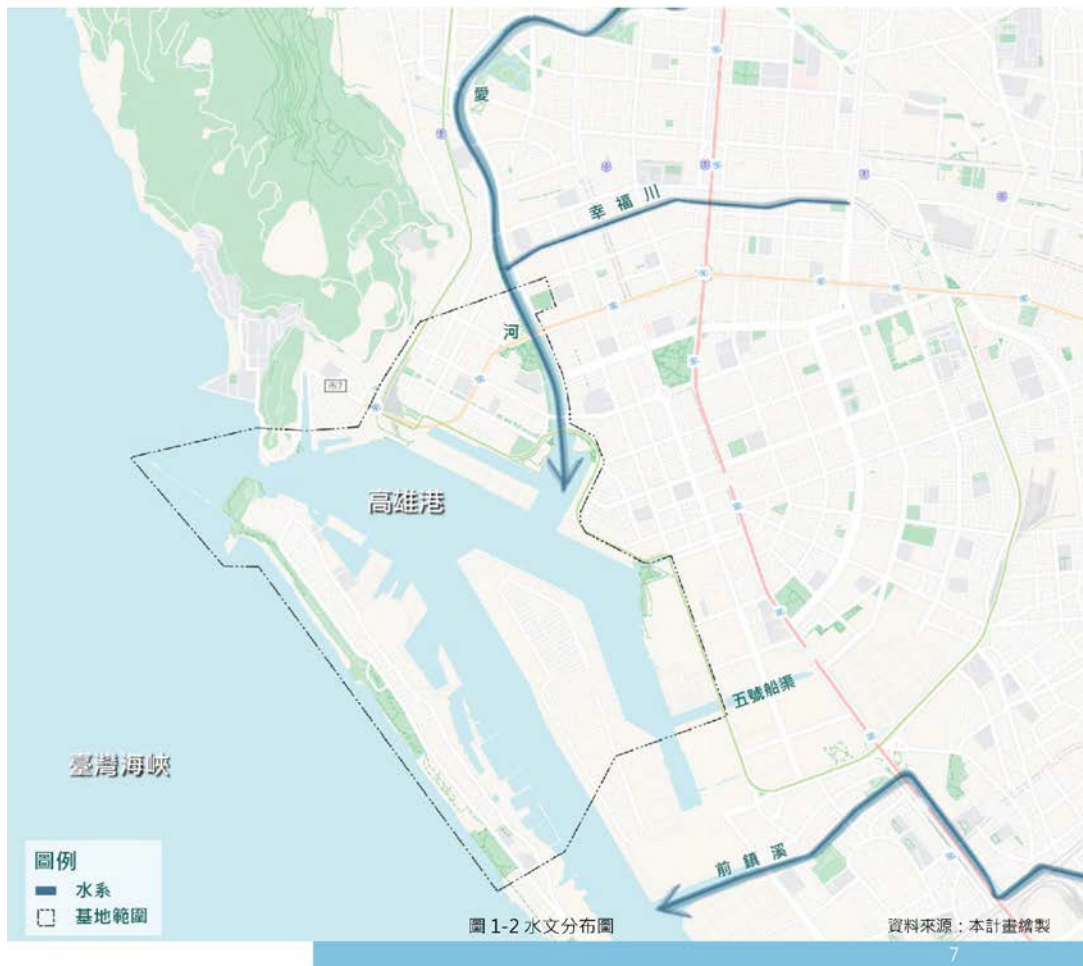 愛
幸福川
河
市7
高雄港
五號船渠
臺灣海峽
前鎮溪
圖例
水系
基地範圍
圖 1-2 水文分布圖
資料來源：本計畫繪製
7